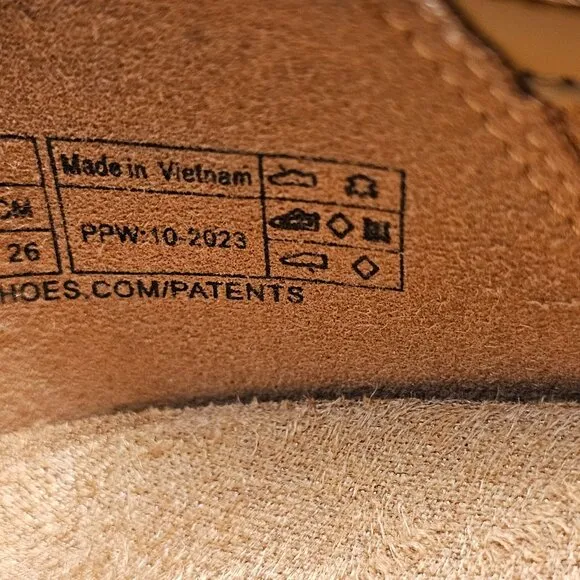 Made in Vietnam
CM
PPW:10-2023
26
HOES.COM/PATENTS